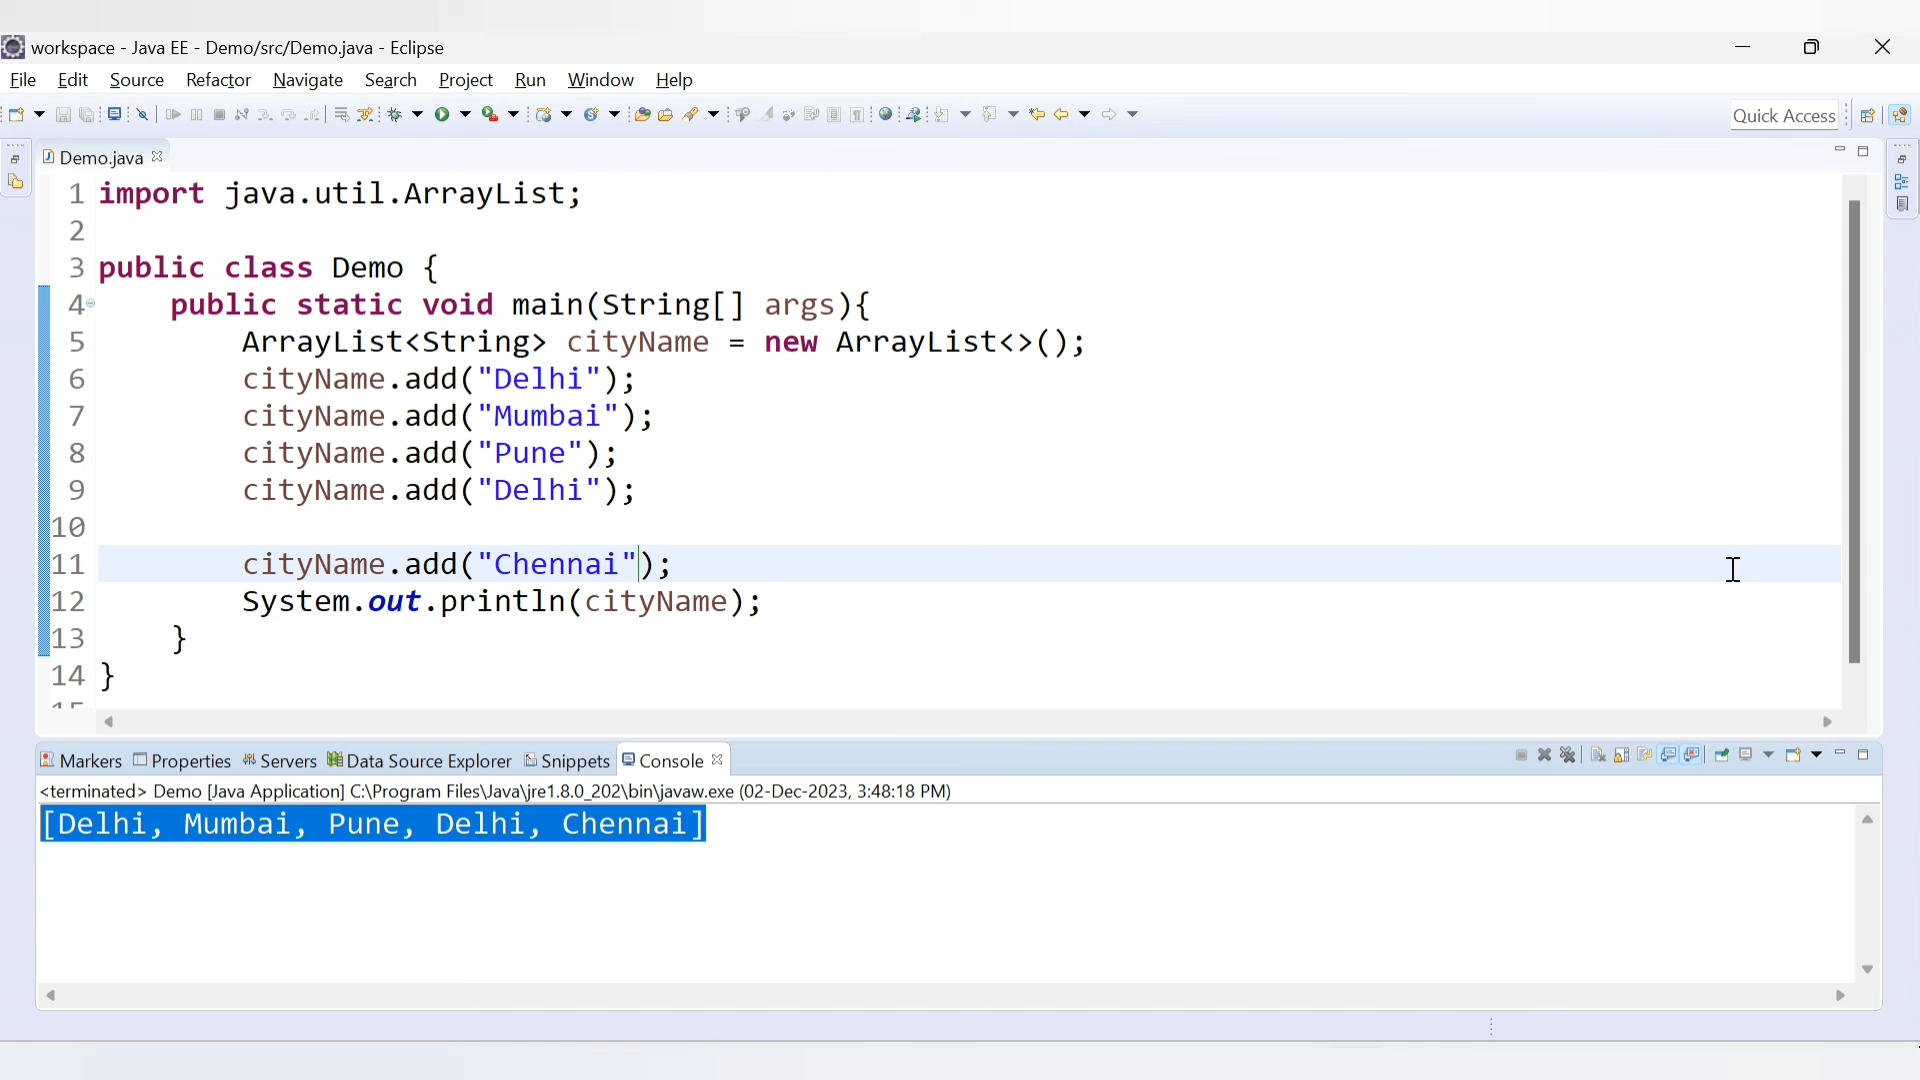 workspace - Java EE - Demo/src/Demo.java - Eclipse
File Edit Source Refactor Navigate Search Project Run Window Help
Quick Access
Demo.java
1 import java.util.ArrayList;
2
3 public class Demo {
4 public static void main(String[] args){
5 ArrayList<String> cityName = new ArrayList<>();
6 cityName.add("Delhi");
7 cityName.add("Mumbai");
8 cityName.add("Pune");
9 cityName.add("Delhi");
10
11 cityName.add("Chennai");
12 System.out.println(cityName);
13 }
14 }
Markers Properties Servers Data Source Explorer Snippets Console
<terminated> Demo [Java Application] C:\Program Files\Java\jre1.8.0_202\bin\javaw.exe (02-Dec-2023, 3:48:18 PM)
[Delhi, Mumbai, Pune, Delhi, Chennai]